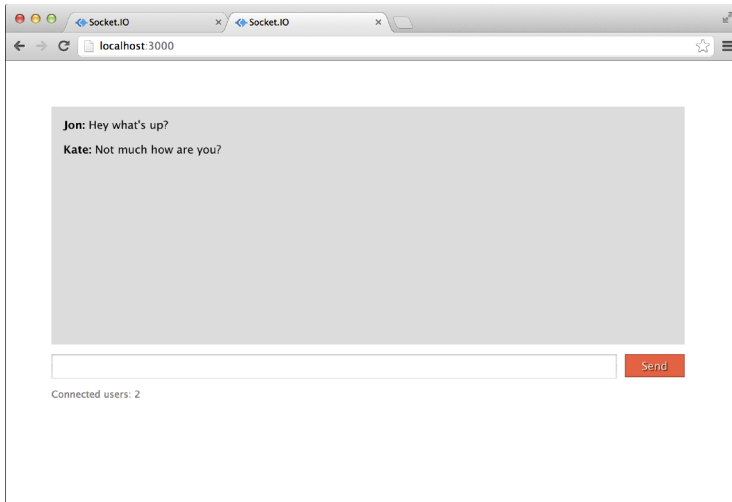 Socket.IO
Socket.IO
localhost:3000
Jon: Hey what's up?
Kate: Not much how are you?
Send
Connected users: 2